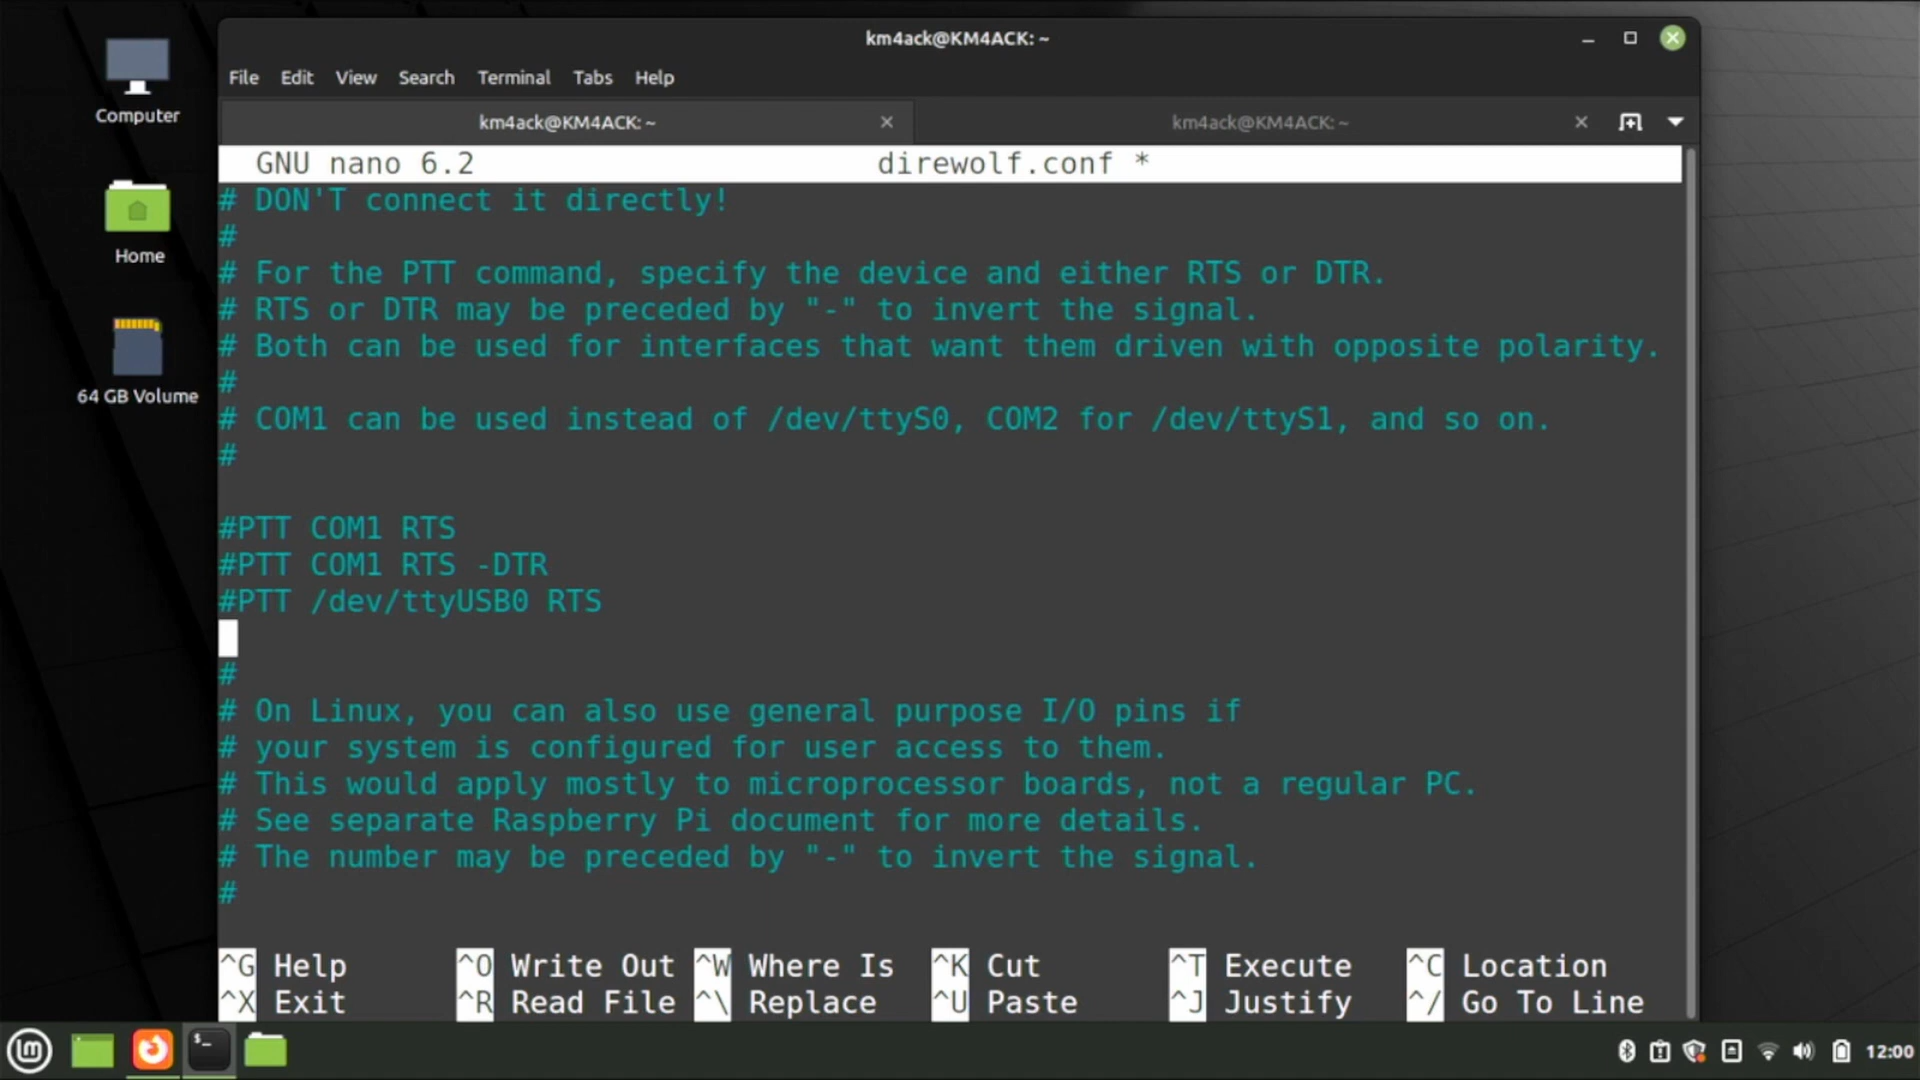 km4ack@KM4ACK: ~
File Edit View Search Terminal Tabs Help
km4ack@KM4ACK: ~
km4ack@KM4ACK: ~
GNU nano 6.2 direwolf.conf *
# DON'T connect it directly!
#
# For the PTT command, specify the device and either RTS or DTR.
# RTS or DTR may be preceded by "-" to invert the signal.
# Both can be used for interfaces that want them driven with opposite polarity.
#
# COM1 can be used instead of /dev/ttyS0, COM2 for /dev/ttyS1, and so on.
#
#PTT COM1 RTS
#PTT COM1 RTS -DTR
#PTT /dev/ttyUSB0 RTS
#
# On Linux, you can also use general purpose I/O pins if
# your system is configured for user access to them.
# This would apply mostly to microprocessor boards, not a regular PC.
# See separate Raspberry Pi document for more details.
# The number may be preceded by "-" to invert the signal.
#
^G Help ^O Write Out ^W Where Is ^K Cut ^T Execute ^C Location
^X Exit ^R Read File ^\ Replace ^U Paste ^J Justify ^/ Go To Line
Computer
Home
64 GB Volume
12:00